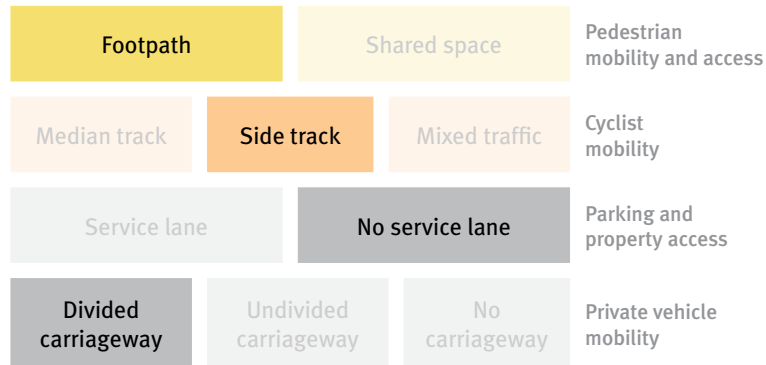 Footpath
Shared space
Pedestrian
mobility and access
Median track
Side track
Mixed traffic
Cyclist
mobility
Service lane
No service lane
Parking and
property access
Divided
carriageway
Undivided
carriageway
No
carriageway
Private vehicle
mobility